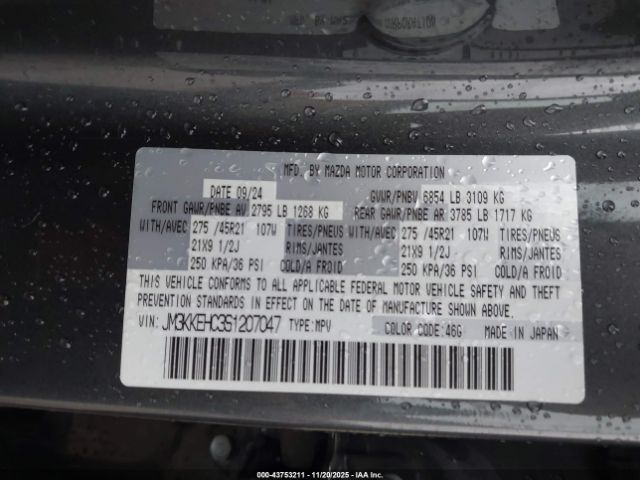 MFD. BY MAZDA MOTOR CORPORATION
DATE 09/24 GVWR/PNBV 6854 LB 3109 KG
FRONT GAWR/PNBE AV 2795 LB 1268 KG REAR GAWR/PNBE AR 3785 LB 1717 KG
WITH/AVEC 275 /45R21 107W TIRES/PNEUS WITH/AVEC 275 /45R21 107W TIRES/PNEUS
21X9 1/2J RIMS/JANTES 21X9 1/2J RIMS/JANTES
250 KPA/36 PSI COLD/A FROID 250 KPA/36 PSI COLD/A FROID
THIS VEHICLE CONFORMS TO ALL APPLICABLE FEDERAL MOTOR VEHICLE SAFETY AND THEFT
PREVENTION STANDARDS IN EFFECT ON THE DATE OF MANUFACTURE SHOWN ABOVE.
VIN: JM3KKEHC3S1207047 TYPE:MPV COLOR CODE:46G MADE IN JAPAN
000-43753211 - 11/20/2025 - IAA, Inc.